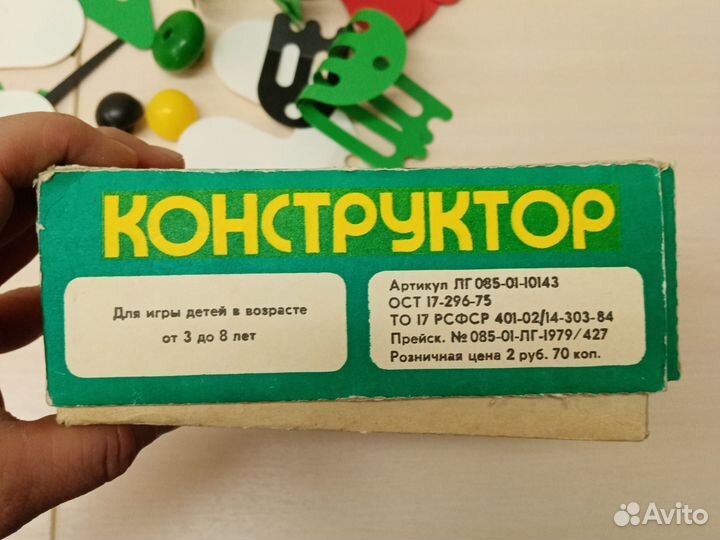 КОНСТРУКТОР
Для игры детей в возрасте
от 3 до 8 лет
Артикул ЛГ 085-01-10143
ОСТ 17-296-75
ТО 17 РСФСР 401-02/14-303-84
Прейск. № 085-01-ЛГ-1979/427
Розничная цена 2 руб. 70 коп.
Avito